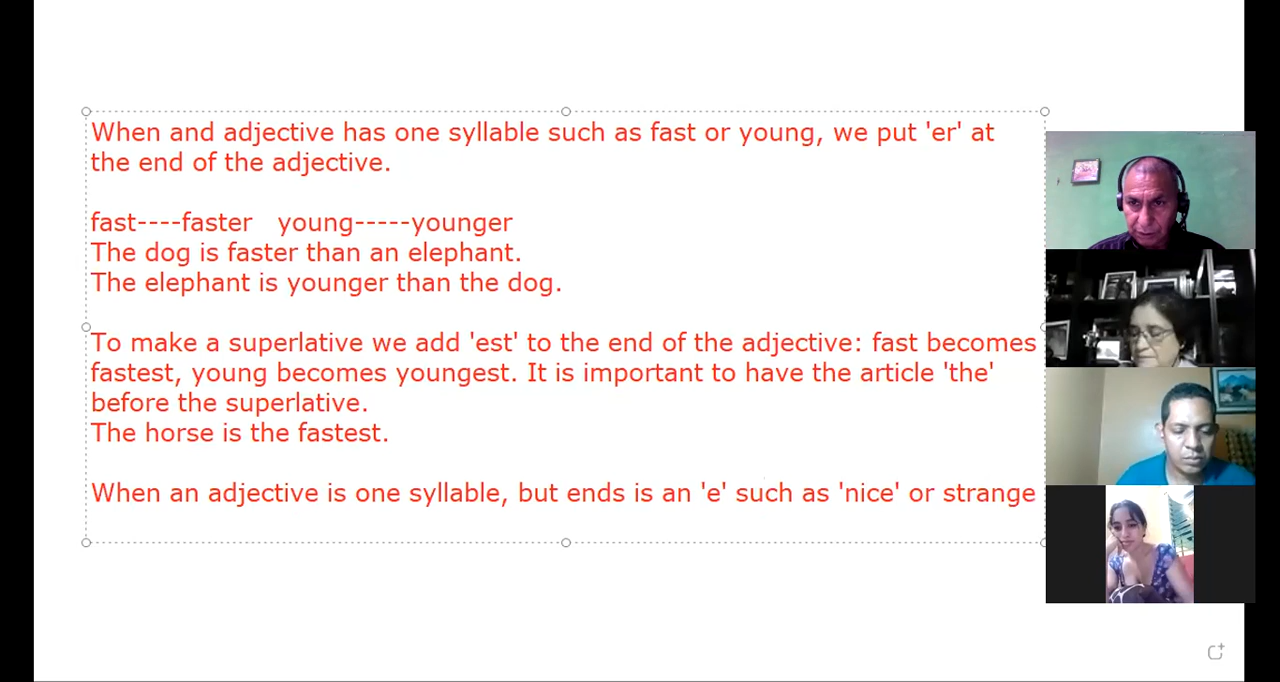 When and adjective has one syllable such as fast or young, we put 'er' at
the end of the adjective.
fast----faster   young-----younger
The dog is faster than an elephant.
The elephant is younger than the dog.
To make a superlative we add 'est' to the end of the adjective: fast becomes
fastest, young becomes youngest. It is important to have the article 'the'
before the superlative.
The horse is the fastest.
When an adjective is one syllable, but ends is an 'e' such as 'nice' or strange